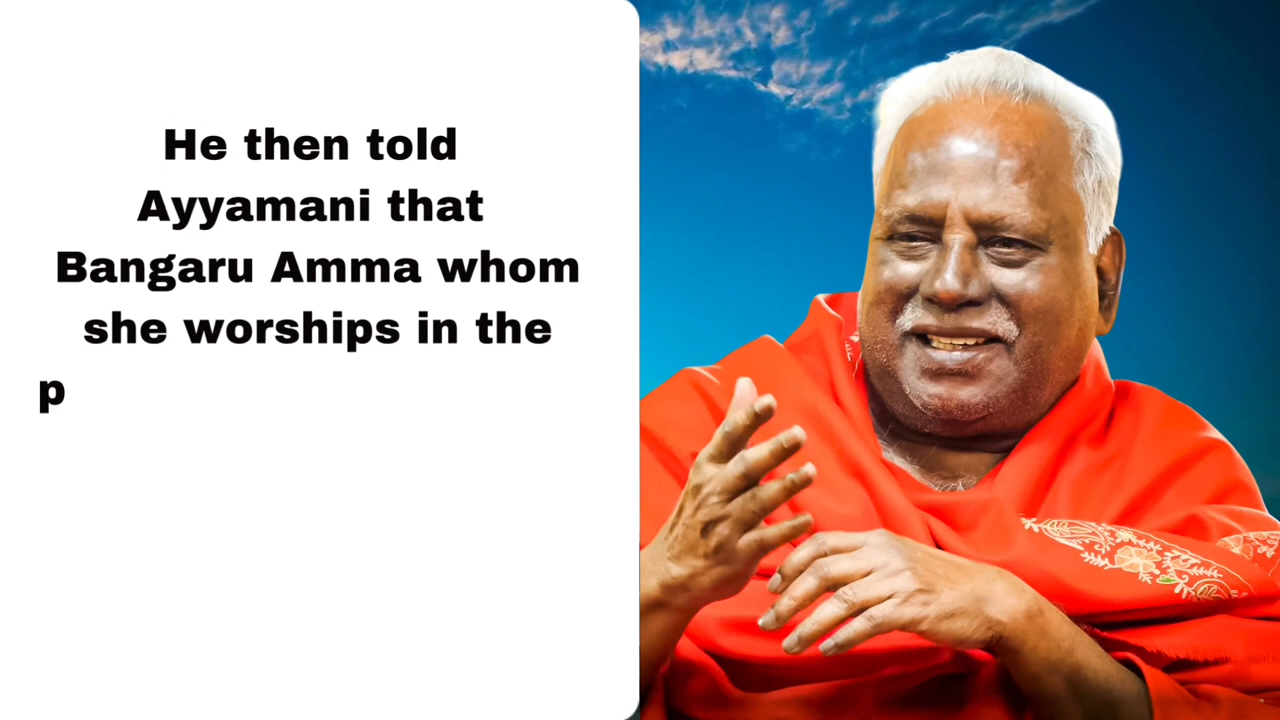 He then told
Ayyamani that
Bangaru Amma whom
she worships in the
p